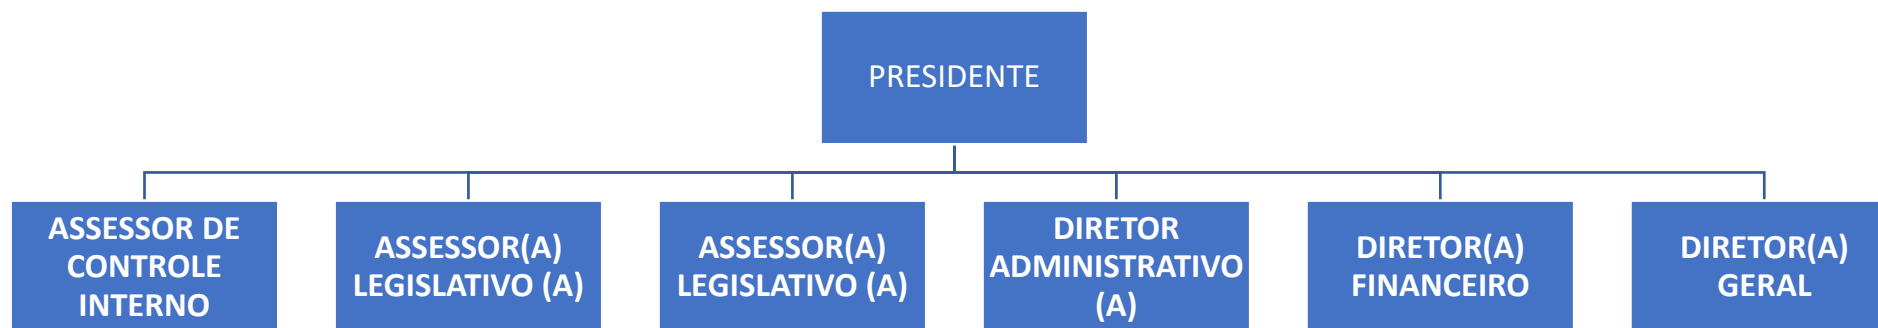 PRESIDENTE
ASSESSOR DE
CONTROLE
INTERNO
ASSESSOR(A)
LEGISLATIVO (A)
ASSESSOR(A)
LEGISLATIVO (A)
DIRETOR
ADMINISTRATIVO
(A)
DIRETOR(A)
FINANCEIRO
DIRETOR(A)
GERAL